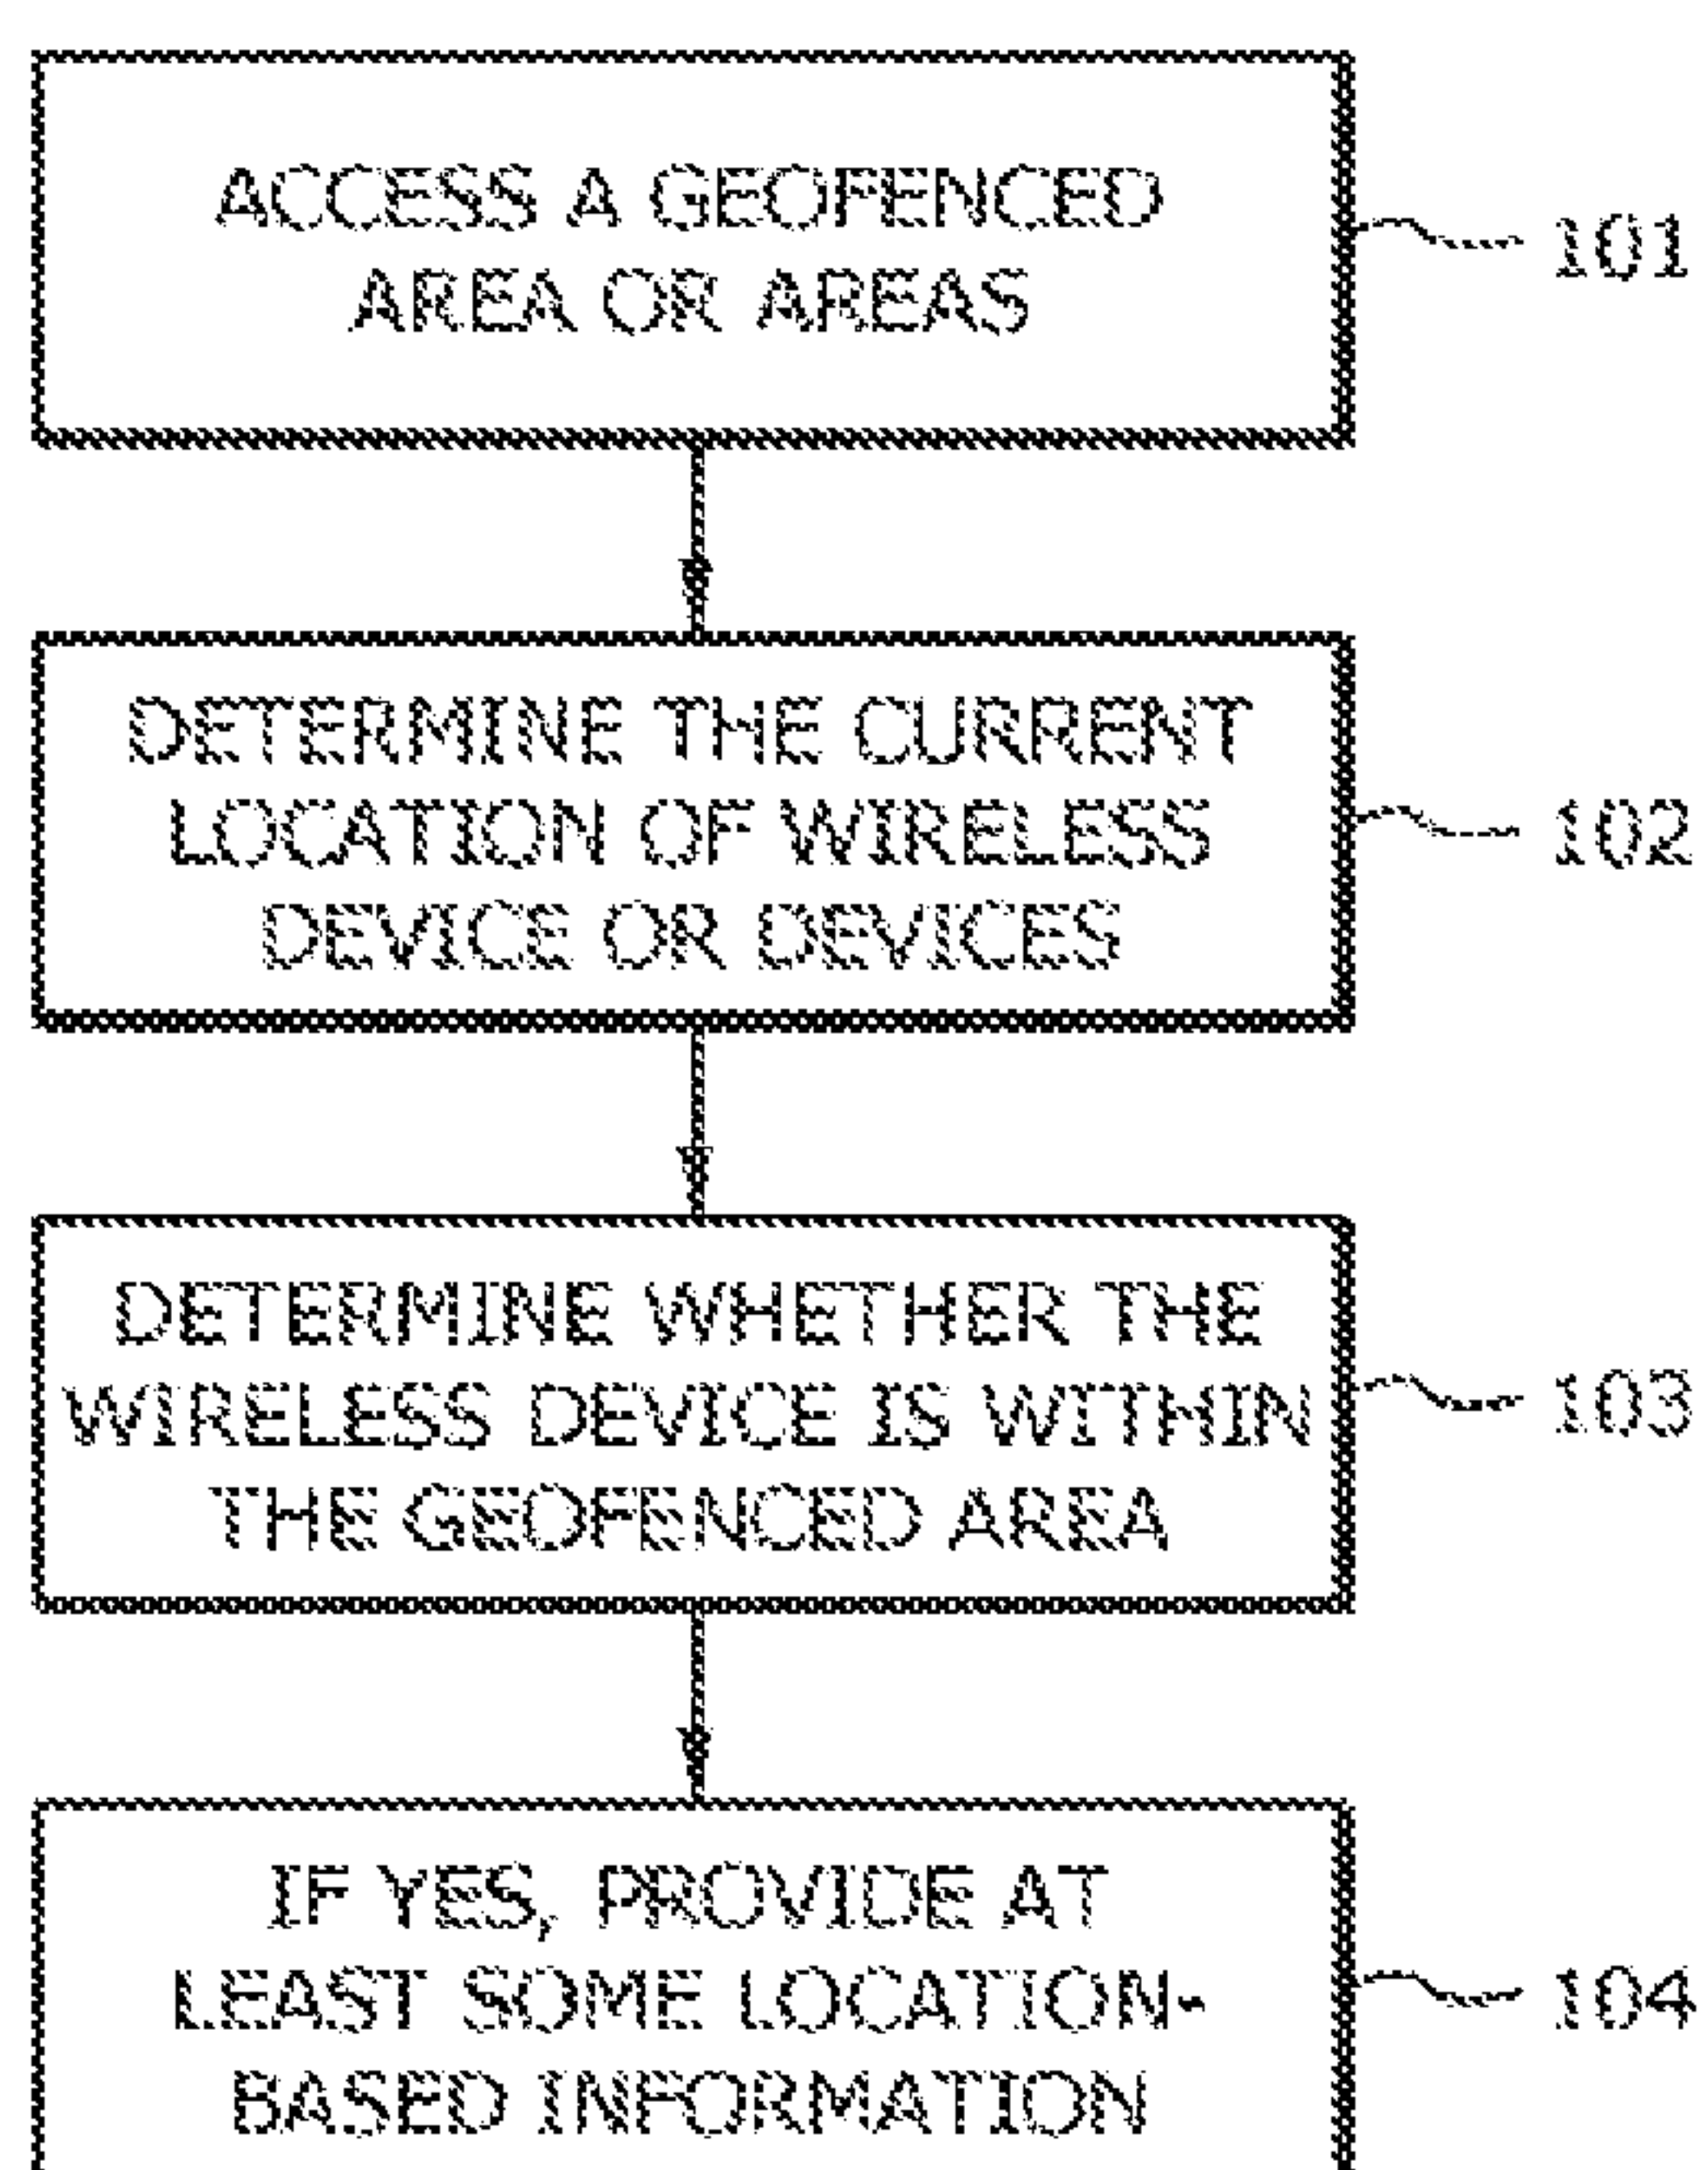 ACCESS A GEOFENCED
AREA OR AREAS
101
DETERMINE THE CURRENT
LOCATION OF WIRELESS
DEVICE OR DEVICES
102
DETERMINE WHETHER THE
WIRELESS DEVICE IS WITHIN
THE GEOFENCED AREA
103
IF YES, PROVIDE AT
LEAST SOME LOCATION-
BASED INFORMATION
104